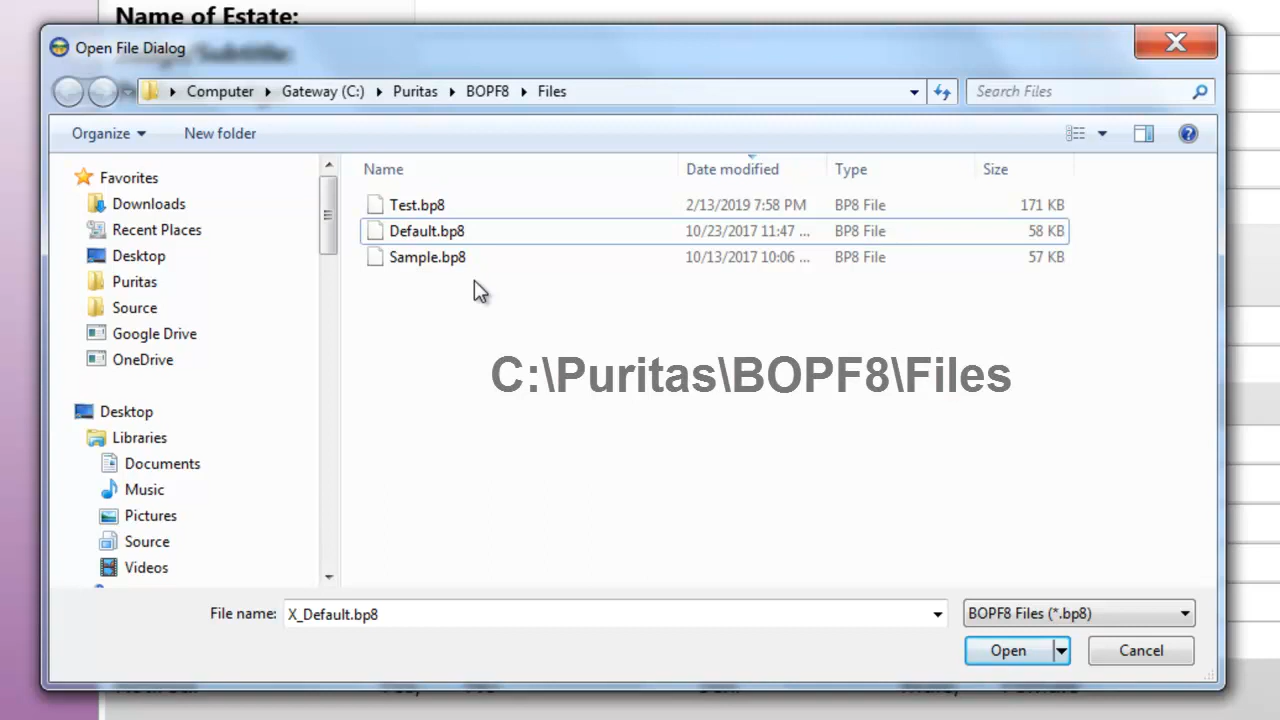 Name of Estate:
Open File Dialog
Computer Gateway (C:) Puritas BOPF8 Files
Search Files
Organize New folder
Name Date modified Type Size
Test.bp8 2/13/2019 7:58 PM BP8 File 171 KB
Default.bp8 10/23/2017 11:47 ... BP8 File 58 KB
Sample.bp8 10/13/2017 10:06 ... BP8 File 57 KB
Favorites
Downloads
Recent Places
Desktop
Puritas
Source
Google Drive
OneDrive
Desktop
Libraries
Documents
Music
Pictures
Source
Videos
C:\Puritas\BOPF8\Files
File name: X_Default.bp8 BOPF8 Files (*.bp8)
Open Cancel